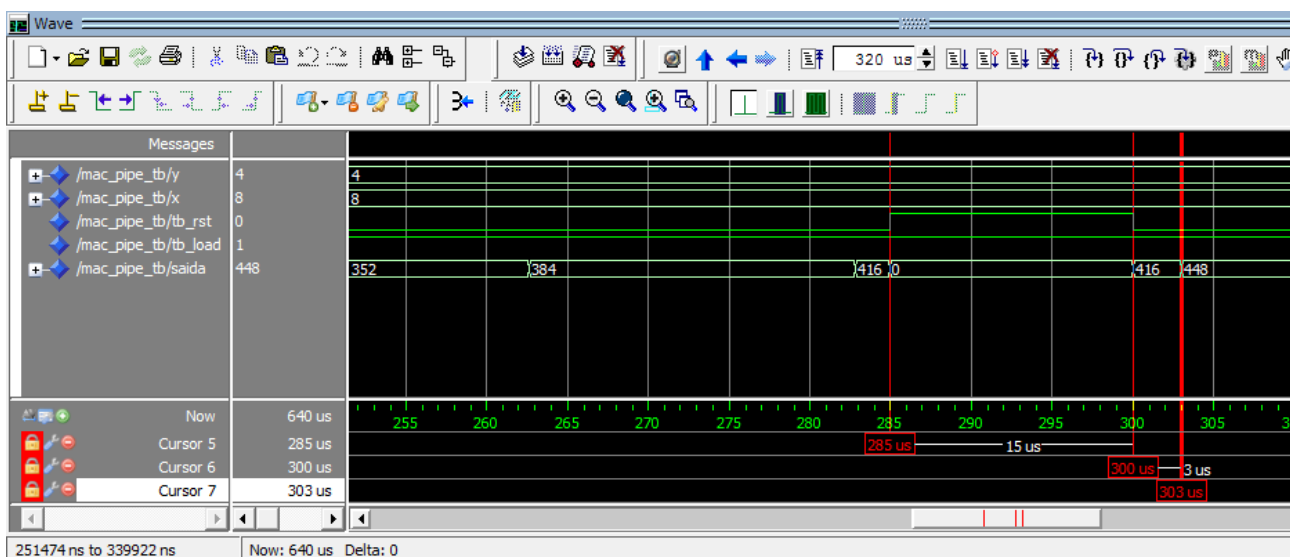 Wave
320 us
Messages
/mac_pipe_tb/y 4 4
/mac_pipe_tb/x 8 8
/mac_pipe_tb/tb_rst 0
/mac_pipe_tb/tb_load 1
/mac_pipe_tb/saida 448 352 384 416 0 416 448
Now 640 us 255 260 265 270 275 280 285 290 295 300 305 3
Cursor 5 285 us 285 us 15 us
Cursor 6 300 us 300 us 3 us
Cursor 7 303 us 303 us
251474 ns to 339922 ns Now: 640 us Delta: 0